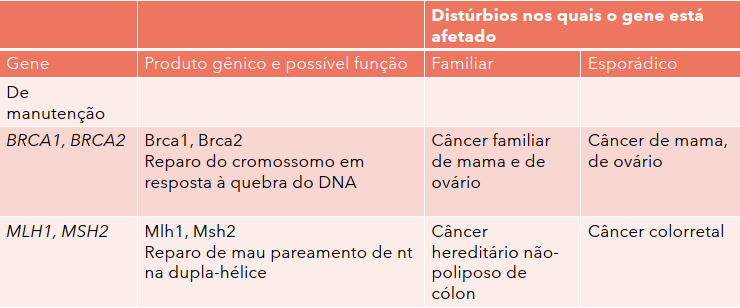 Distúrbios nos quais o gene está
afetado
Gene
Produto gênico e possível função
Familiar
Esporádico
De
manutenção
BRCA1, BRCA2
Brca1, Brca2
Reparo do cromossomo em
resposta à quebra do DNA
Câncer familiar
de mama e de
ovário
Câncer de mama,
de ovário
MLH1, MSH2
Mlh1, Msh2
Reparo de mau pareamento de nt
na dupla-hélice
Câncer
hereditário não-
poliposo de
cólon
Câncer colorretal